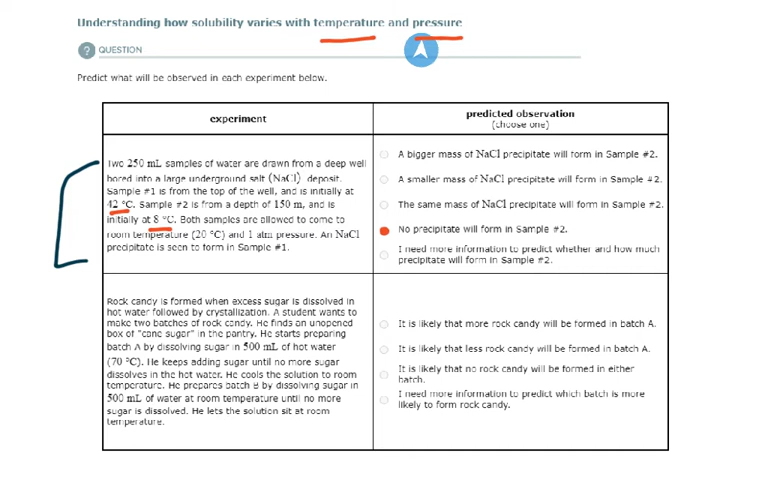 Understanding how solubility varies with temperature and pressure
? QUESTION
Predict what will be observed in each experiment below.
experiment
predicted observation
(choose one)
Two 250 mL samples of water are drawn from a deep well
bored into a large underground salt (NaCl) deposit.
Sample #1 is from the top of the well, and is initially at
42 °C. Sample #2 is from a depth of 150 m, and is
initially at 8 °C. Both samples are allowed to come to
room temperature (20 °C) and 1 atm pressure. An NaCl
precipitate is seen to form in Sample #1.
A bigger mass of NaCl precipitate will form in Sample #2.
A smaller mass of NaCl precipitate will form in Sample #2.
The same mass of NaCl precipitate will form in Sample #2.
No precipitate will form in Sample #2.
I need more information to predict whether and how much
precipitate will form in Sample #2.
Rock candy is formed when excess sugar is dissolved in
hot water followed by crystallization. A student wants to
make two batches of rock candy. He finds an unopened
box of "cane sugar" in the pantry. He starts preparing
batch A by dissolving sugar in 500 mL of hot water
(70 °C). He keeps adding sugar until no more sugar
dissolves in the hot water. He cools the solution to room
temperature. He prepares batch B by dissolving sugar in
500 mL of water at room temperature until no more
sugar is dissolved. He lets the solution sit at room
temperature.
It is likely that more rock candy will be formed in batch A.
It is likely that less rock candy will be formed in batch A.
It is likely that no rock candy will be formed in either
batch.
I need more information to predict which batch is more
likely to form rock candy.